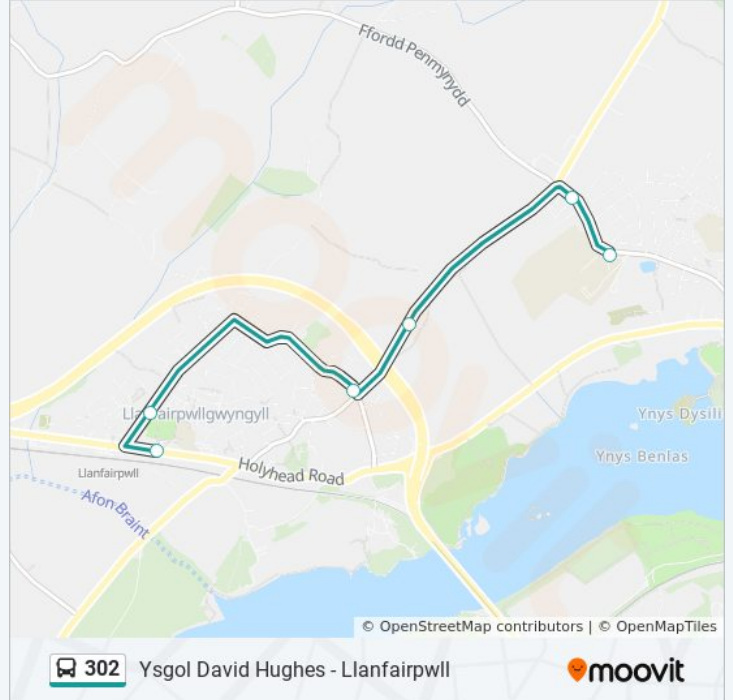 Ffordd Penmynydd
Llanfairpwllgwyngyll
Ynys Dysili
Ynys Benlas
Holyhead Road
Llanfairpwll
Afon Braint
moovit
© OpenStreetMap contributors | © OpenMapTiles
302 Ysgol David Hughes - Llanfairpwll
moovit